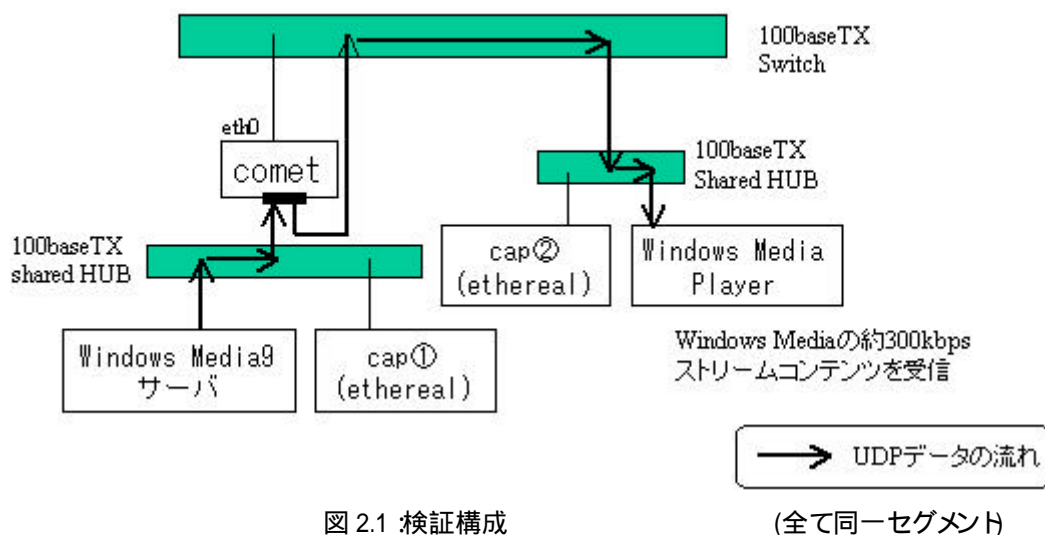 100baseTX
Switch
eth0
comet
100baseTX
Shared HUB
100baseTX
shared HUB
cap②
(ethereal)
Windows Media
Player
Windows Media9
サーバ
cap①
(ethereal)
Windows Mediaの約300kbps
ストリームコンテンツを受信
UDPデータの流れ
図 2.1 :検証構成
(全て同一セグメント)